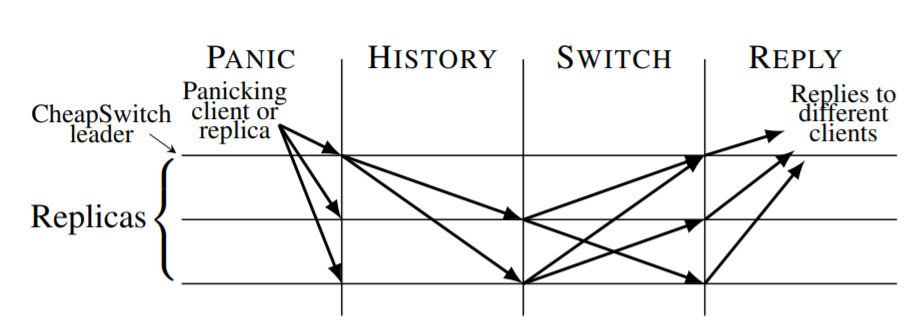 PANIC HISTORY SWITCH REPLY
Panicking
client or
replica
CheapSwitch
leader
Replies to
different
clients
Replicas